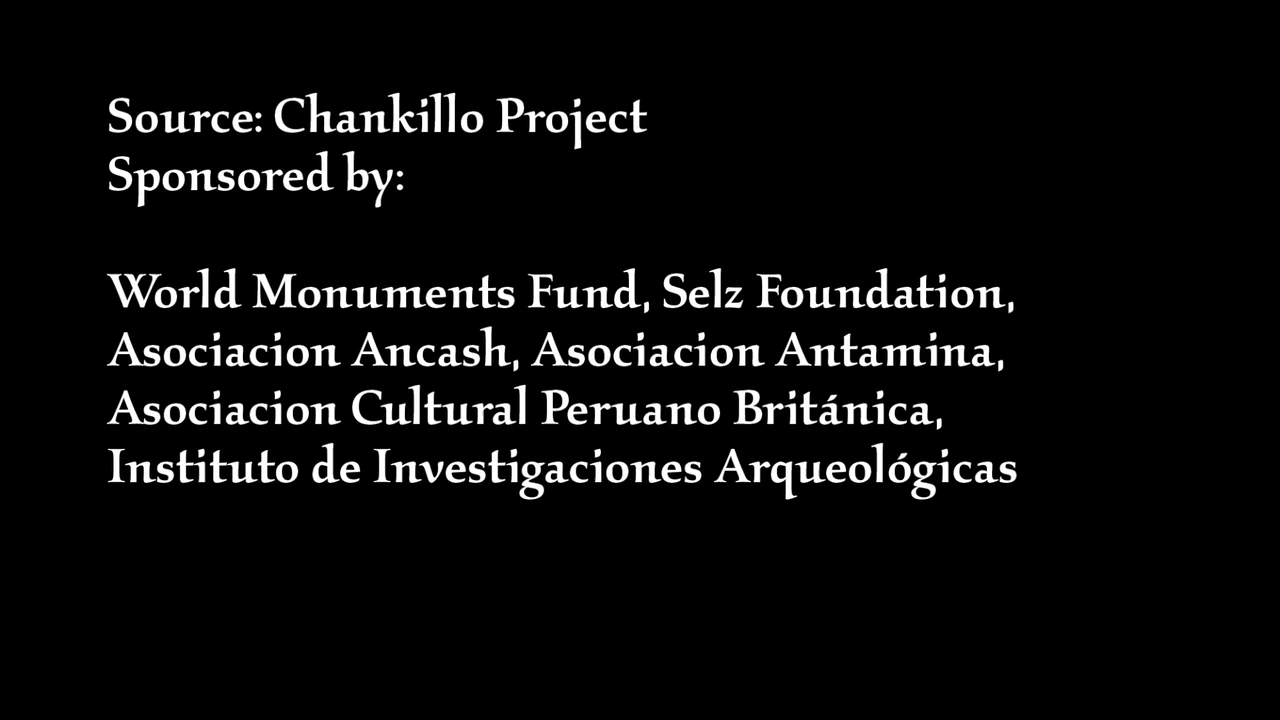 Source: Chankillo Project
Sponsored by:
World Monuments Fund, Selz Foundation,
Asociacion Ancash, Asociacion Antamina,
Asociacion Cultural Peruano Británica,
Instituto de Investigaciones Arqueológicas